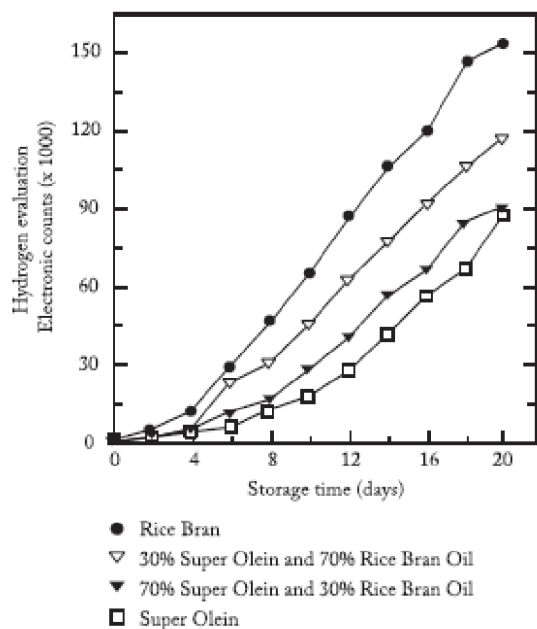 Hydrogen evaluation
Electronic counts (x 1000)
150
120
90
60
30
0
0 4 8 12 16 20
Storage time (days)
Rice Bran
30% Super Olein and 70% Rice Bran Oil
70% Super Olein and 30% Rice Bran Oil
Super Olein